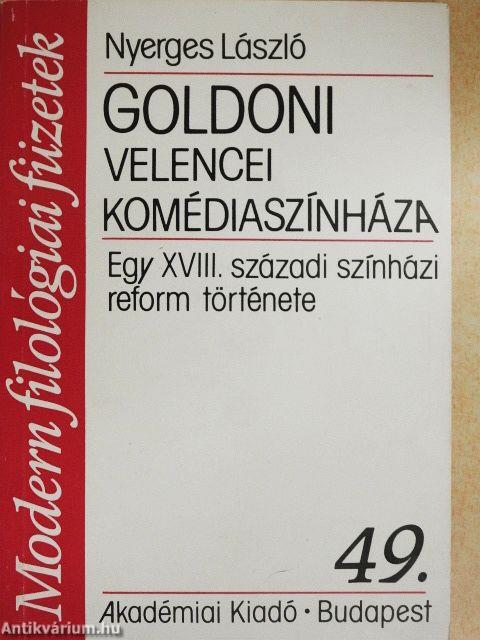 Modern filológiai füzetek
Nyerges László
GOLDONI
VELENCEI
KOMÉDIASZÍNHÁZA
Egy XVIII. századi színházi
reform története
49.
Akadémiai Kiadó · Budapest
Antikvárium.hu